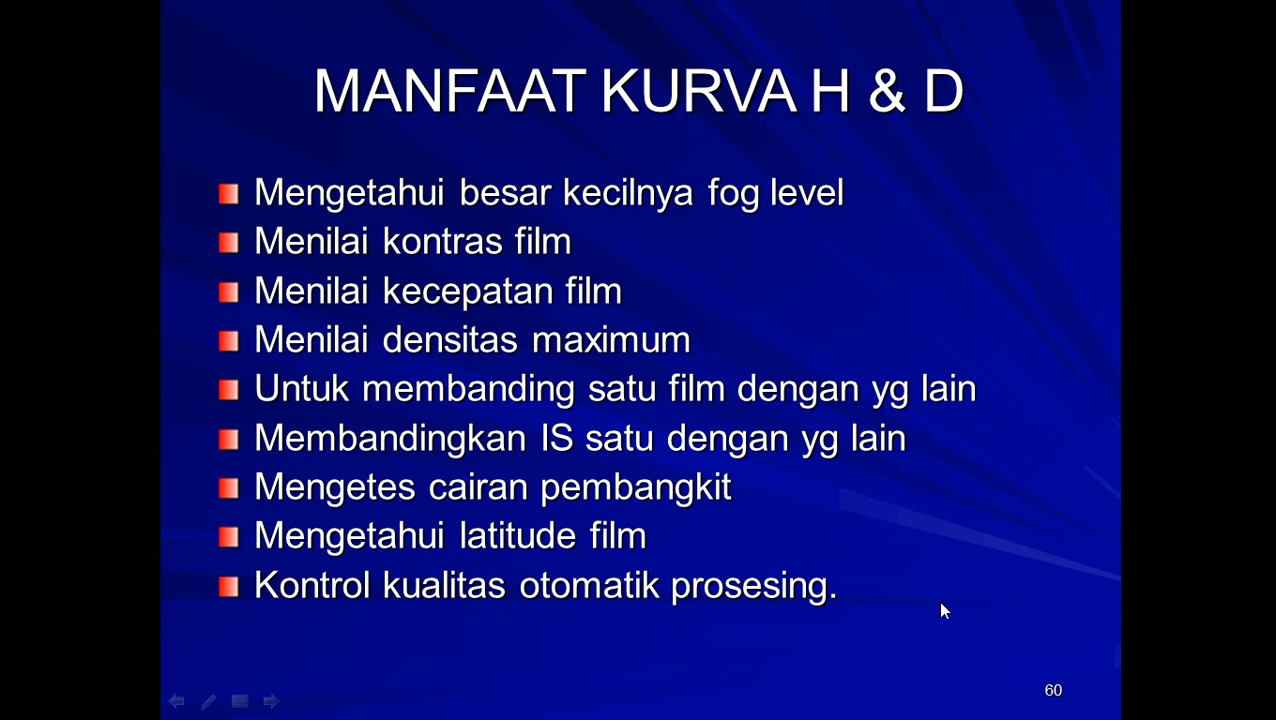 MANFAAT KURVA H & D
Mengetahui besar kecilnya fog level
Menilai kontras film
Menilai kecepatan film
Menilai densitas maximum
Untuk membanding satu film dengan yg lain
Membandingkan IS satu dengan yg lain
Mengetes cairan pembangkit
Mengetahui latitude film
Kontrol kualitas otomatik prosesing.
60